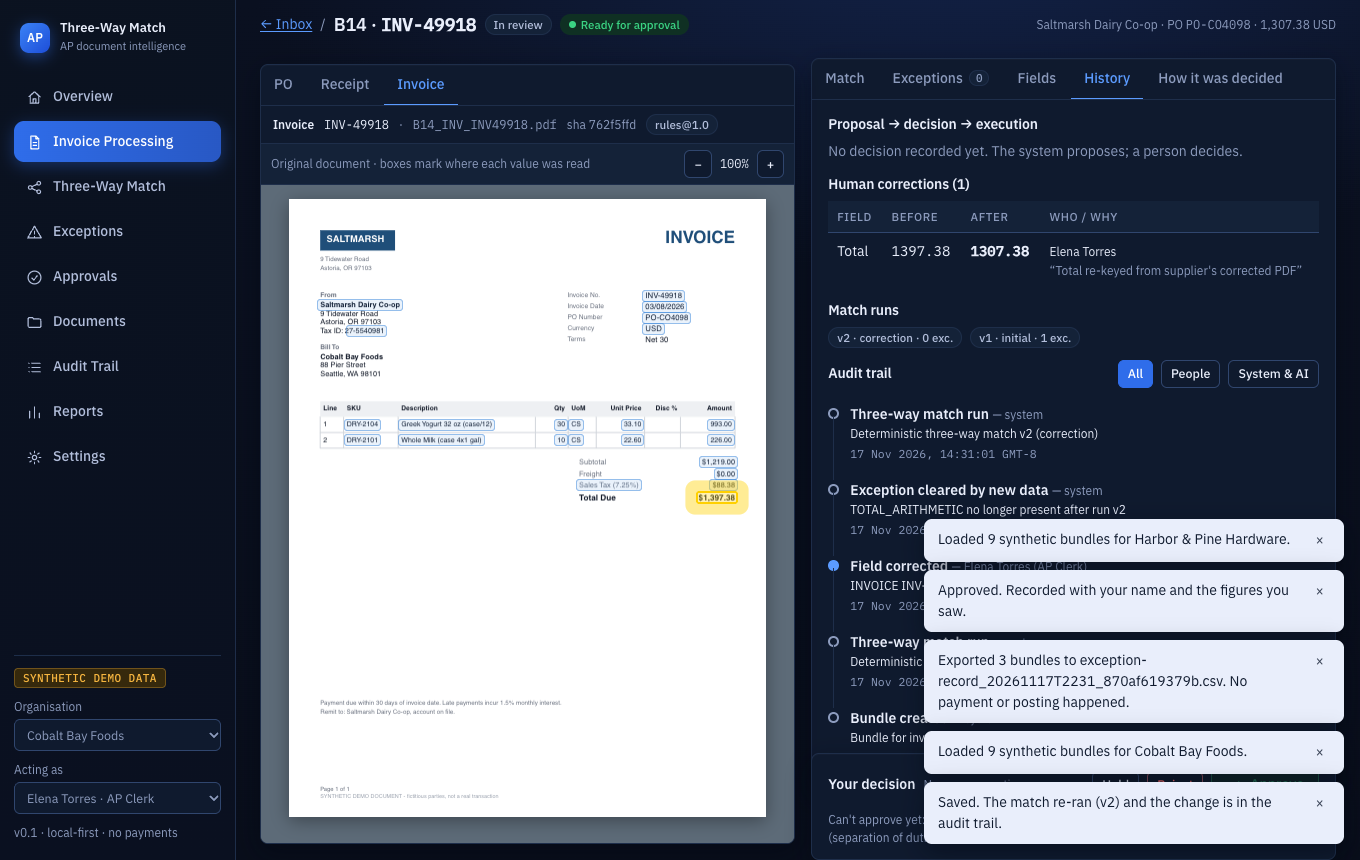 AP
Three-Way Match
AP document intelligence
Overview
Invoice Processing
Three-Way Match
Exceptions
Approvals
Documents
Audit Trail
Reports
Settings
SYNTHETIC DEMO DATA
Organisation
Cobalt Bay Foods
Acting as
Elena Torres · AP Clerk
v0.1 · local-first · no payments
← Inbox / B14 · INV-49918 In review Ready for approval
Saltmarsh Dairy Co-op · PO PO-CO4098 · 1,307.38 USD
PO Receipt Invoice
Invoice INV-49918 · B14_INV_INV49918.pdf sha 762f5ffd rules@1.0
Original document · boxes mark where each value was read
− 100% +
SALTMARSH
INVOICE
9 Tidewater Road
Astoria, OR 97103
From
Saltmarsh Dairy Co-op
9 Tidewater Road
Astoria, OR 97103
Tax ID: 27-5540981
Bill To
Cobalt Bay Foods
88 Pier Street
Seattle, WA 98101
Invoice No. INV-49918
Invoice Date 03/08/2026
PO Number PO-CO4098
Currency USD
Terms Net 30
Line SKU Description Qty UoM Unit Price Disc % Amount
1 DRY-2104 Greek Yogurt 32 oz (case/12) 30 CS 33.10 993.00
2 DRY-2101 Whole Milk (case 4x1 gal) 10 CS 22.60 226.00
Subtotal $1,219.00
Freight $0.00
Sales Tax (7.25%) $88.38
Total Due $1,397.38
Payment due within 30 days of invoice date. Late payments incur 1.5% monthly interest.
Remit to: Saltmarsh Dairy Co-op, account on file.
Page 1 of 1
SYNTHETIC DEMO DOCUMENT - fictitious parties, not a real transaction
Match Exceptions 0 Fields History How it was decided
Proposal → decision → execution
No decision recorded yet. The system proposes; a person decides.
Human corrections (1)
FIELD BEFORE AFTER WHO / WHY
Total 1397.38 1307.38 Elena Torres
“Total re-keyed from supplier's corrected PDF”
Match runs
v2 · correction · 0 exc. v1 · initial · 1 exc.
Audit trail All People System & AI
Three-way match run — system
Deterministic three-way match v2 (correction)
17 Nov 2026, 14:31:01 GMT-8
Exception cleared by new data — system
TOTAL_ARITHMETIC no longer present after run v2
17 Nov 2026
Field corrected — Elena Torres (AP Clerk)
INVOICE INV-
17 Nov 2026
Three-way match run
Deterministic
17 Nov 2026
Bundle
Bundle for
Your decision
Can't approve yet:
(separation of
Loaded 9 synthetic bundles for Harbor & Pine Hardware. ×
Approved. Recorded with your name and the figures you ×
saw.
Exported 3 bundles to exception- ×
record_20261117T2231_870af619379b.csv. No
payment or posting happened.
Loaded 9 synthetic bundles for Cobalt Bay Foods. ×
Saved. The match re-ran (v2) and the change is in the ×
audit trail.